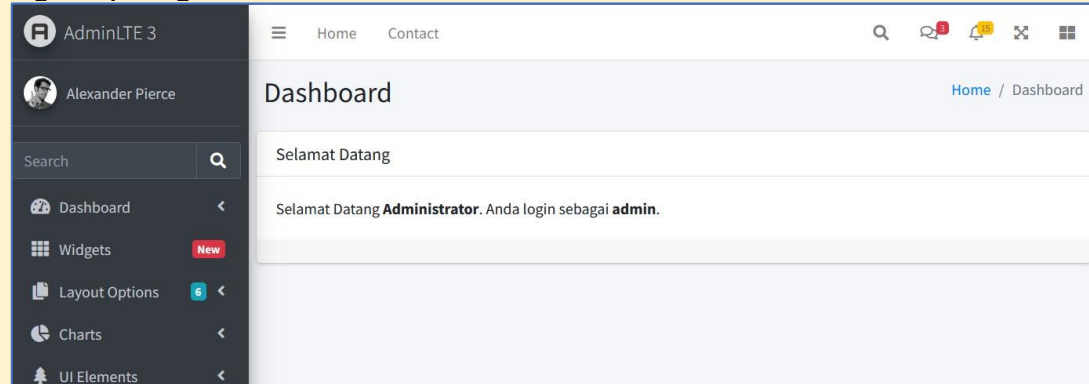 AdminLTE 3
Home Contact
3
15
Alexander Pierce
Dashboard
Home / Dashboard
Search
Selamat Datang
Selamat Datang Administrator. Anda login sebagai admin.
Dashboard
Widgets New
Layout Options 6
Charts
UI Elements